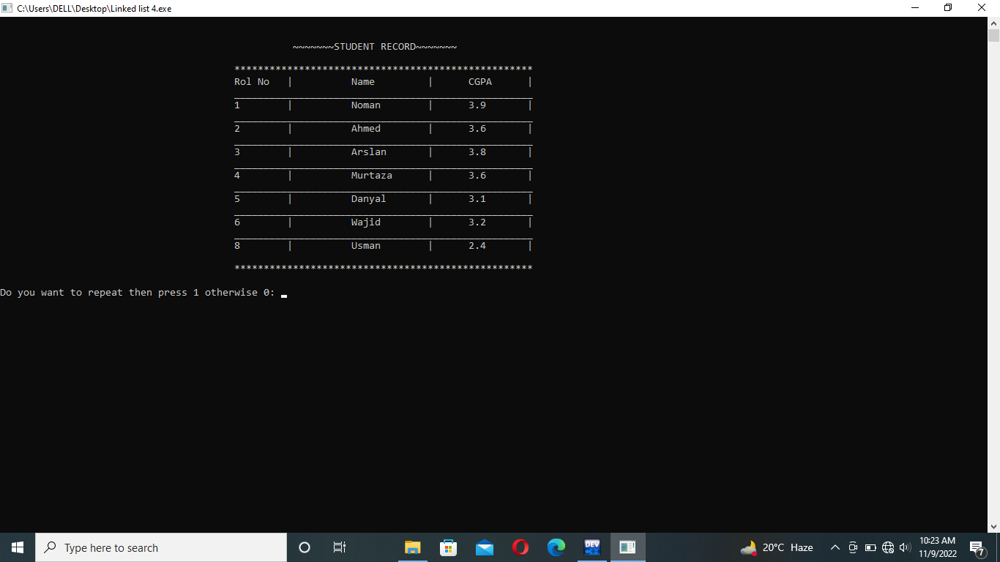 C:\Users\DELL\Desktop\Linked list 4.exe
~~~~~~~STUDENT RECORD~~~~~~~
***************************************************
Rol No | Name | CGPA |
___________________________________________________
1 | Noman | 3.9 |
___________________________________________________
2 | Ahmed | 3.6 |
___________________________________________________
3 | Arslan | 3.8 |
___________________________________________________
4 | Murtaza | 3.6 |
___________________________________________________
5 | Danyal | 3.1 |
___________________________________________________
6 | Wajid | 3.2 |
___________________________________________________
8 | Usman | 2.4 |
***************************************************
Do you want to repeat then press 1 otherwise 0:
Type here to search
DEV
20°C Haze
10:23 AM
11/9/2022
7